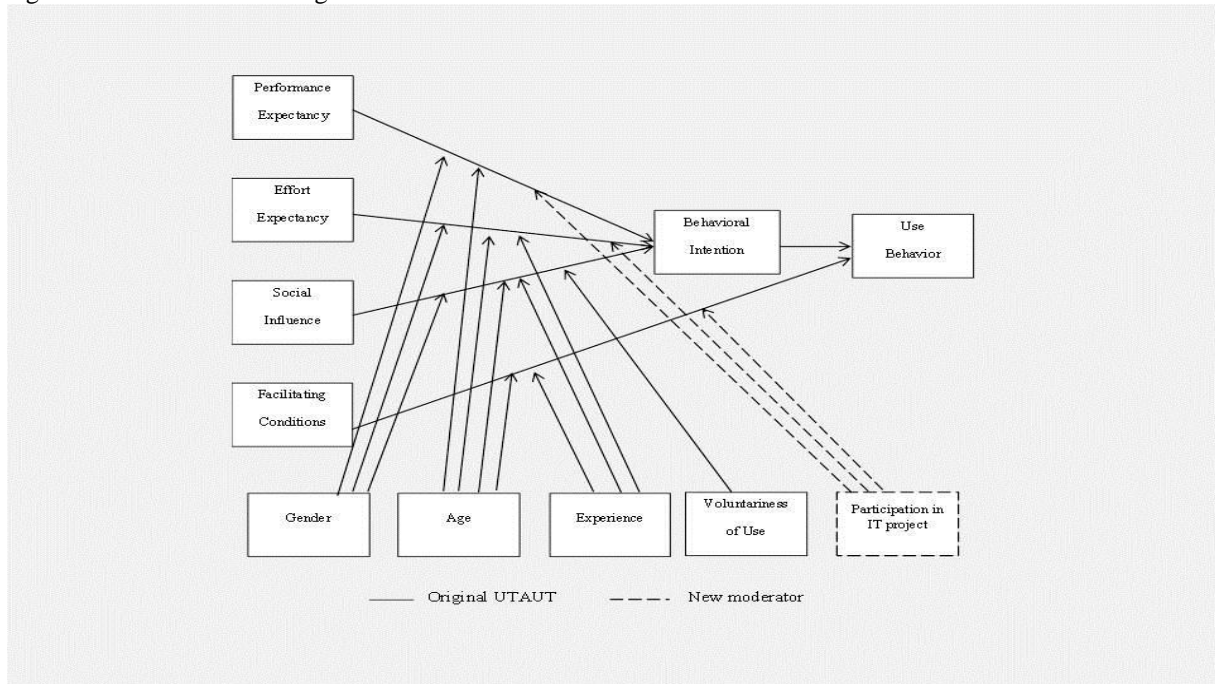 Performance
Expectancy
Effort
Expectancy
Behavioral
Intention
Use
Behavior
Social
Influence
Facilitating
Conditions
Gender
Age
Experience
Voluntariness
of Use
Participation in
IT project
Original UTAUT
New moderator